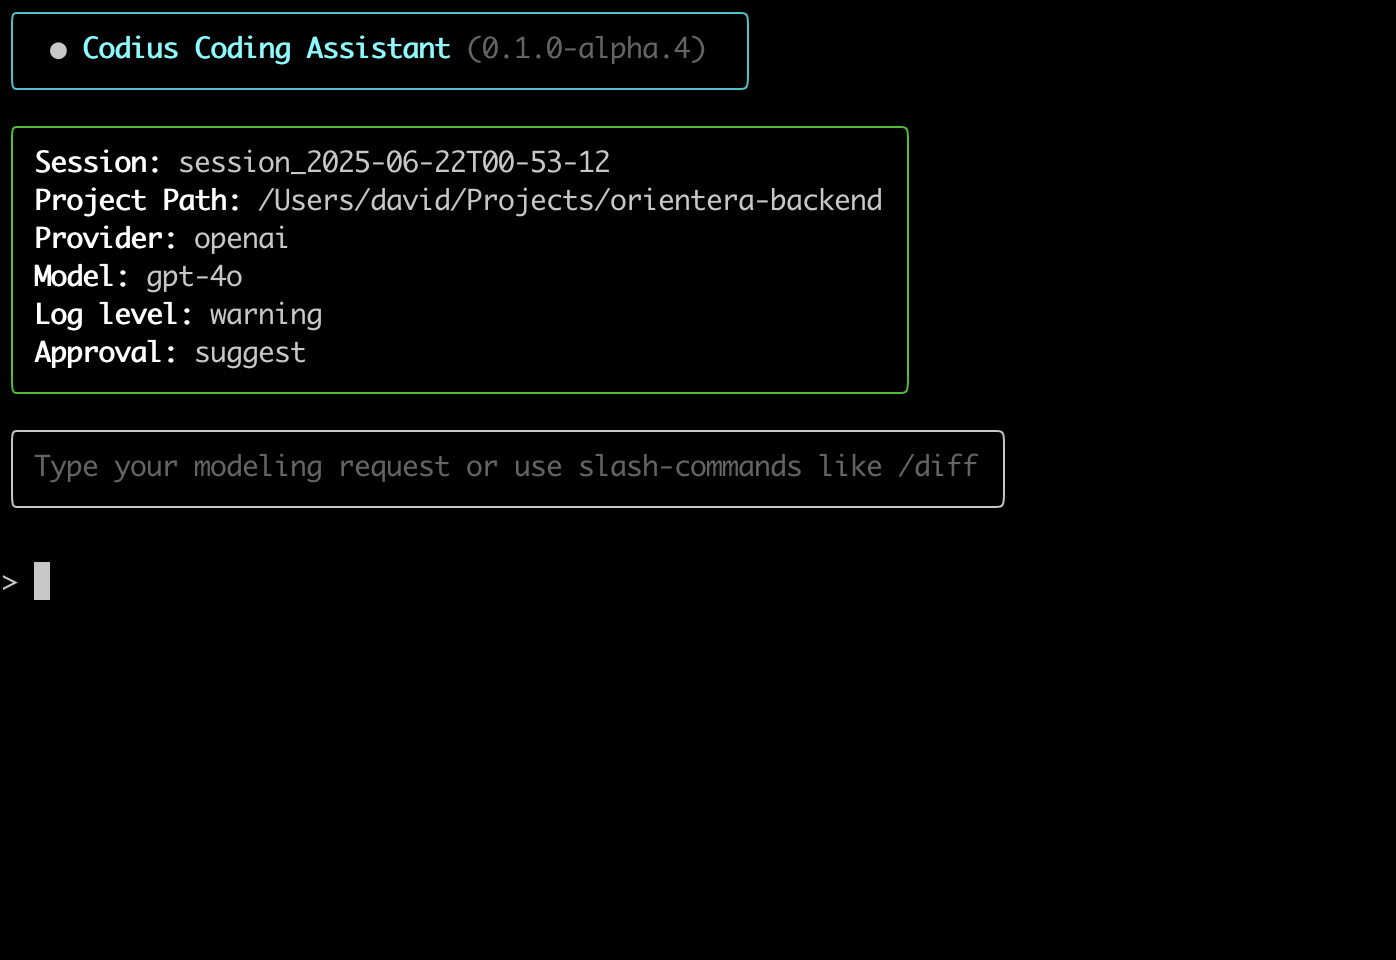 ● Codius Coding Assistant (0.1.0-alpha.4)
Session: session_2025-06-22T00-53-12
Project Path: /Users/david/Projects/orientera-backend
Provider: openai
Model: gpt-4o
Log level: warning
Approval: suggest
Type your modeling request or use slash-commands like /diff
>